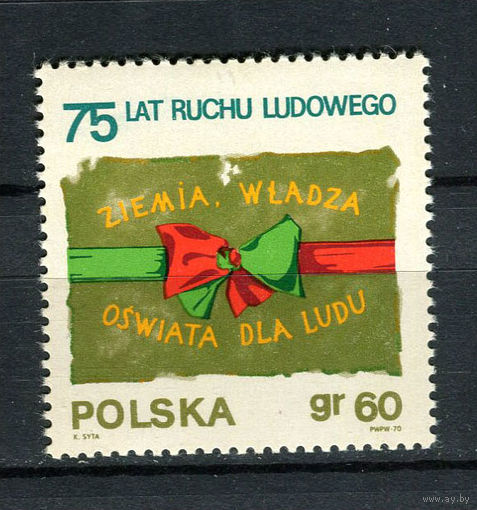 75 LAT RUCHU LUDOWEGO
ZIEMIA, WŁADZA
OŚWIATA DLA LUDU
POLSKA gr 60
K. SYTA PWPW-70
www.ay.by